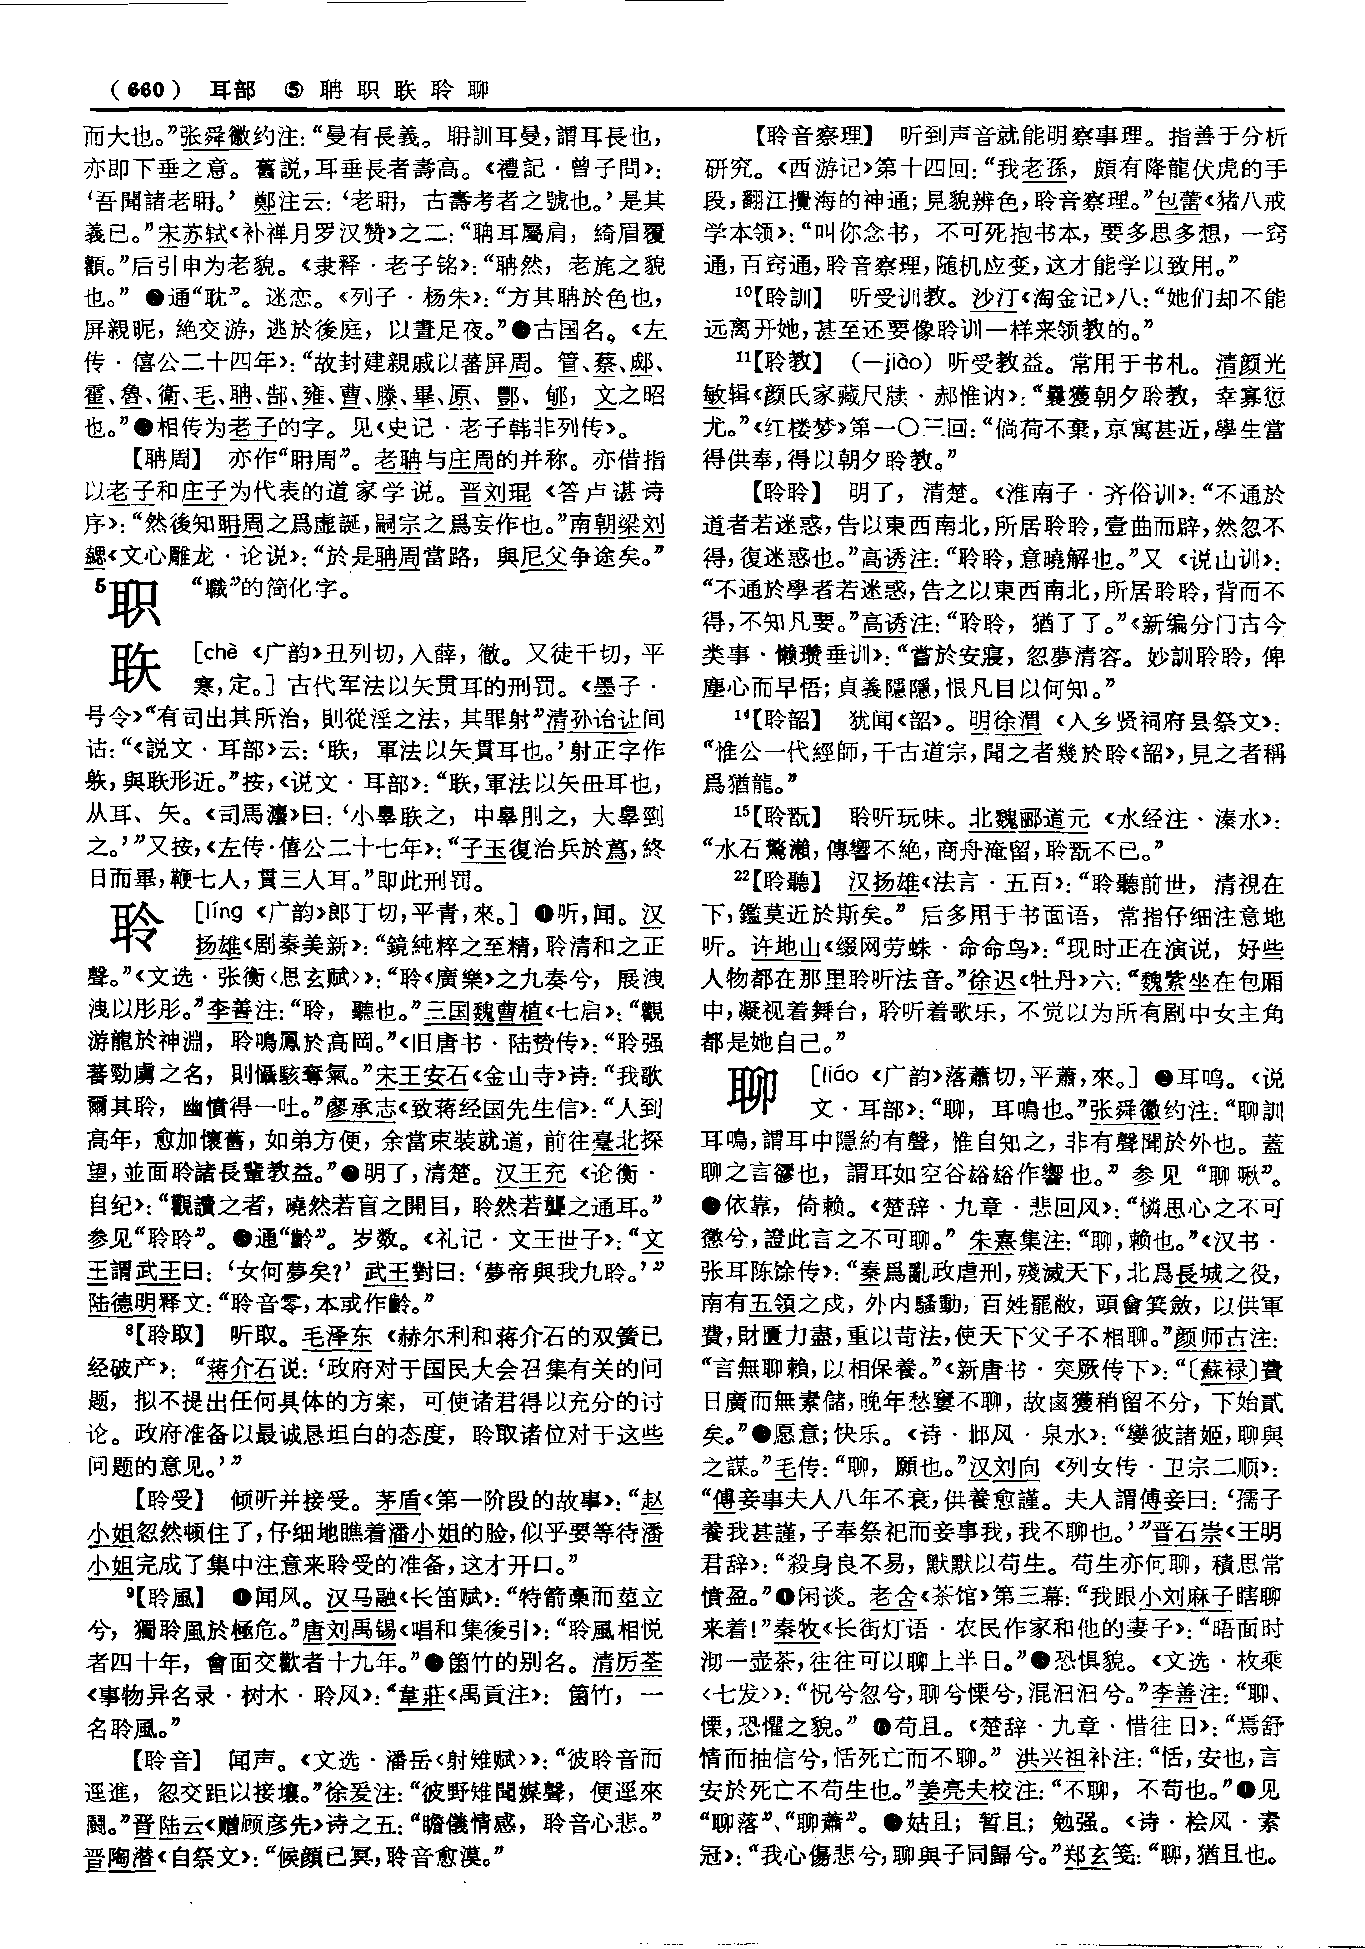 （660） 耳部 ⑤ 聃 职 聅 聆 聊
而大也。”张舜徽约注：“曼有長義。聃訓耳曼，謂耳長也，
亦即下垂之意。舊説，耳垂長者壽高。《禮記·曾子問》：
‘吾聞諸老聃。’ 鄭注云：‘老聃，古壽考者之號也。’是其
義已。”宋苏轼《补禅月罗汉赞》之二：“聃耳屬肩，綺眉覆
顴。”后引申为老貌。《隶释·老子铭》：“聃然，老旄之貌
也。” 通“耽”。迷恋。《列子·杨朱》：“方其聃於色也，
屏親昵，絶交游，逃於後庭，以晝足夜。”古国名。《左
传·僖公二十四年》：“故封建親戚以蕃屏周。管、蔡、郕、
霍、魯、衛、毛、聃、郜、雍、曹、滕、畢、原、酆、郇，文之昭
也。”相传为老子的字。见《史记·老子韩非列传》。
【聃周】 亦作“聃周”。老聃与庄周的并称。亦借指
以老子和庄子为代表的道家学说。晋刘琨《答卢谌诗
序》：“然後知聃周之爲虛誕，嗣宗之爲妄作也。”南朝梁刘
勰《文心雕龙·论说》：“於是聃周當路，與尼父争途矣。”
5职 “職”的简化字。
聅 ［chè 《广韵》丑列切，入薛，徹。又徒干切，平
寒，定。］古代军法以矢贯耳的刑罚。《墨子·
号令》“有司出其所治，則從淫之法，其罪射”清孙诒让间
诂：“《説文·耳部》云：‘聅，軍法以矢貫耳也。’射正字作
躲，與聅形近。”按，《说文·耳部》：“聅，軍法以矢毌耳也，
从耳、矢。《司馬灋》曰：‘小辠聅之，中辠刖之，大辠剄
之。’”又按，《左传·僖公二十七年》：“子玉復治兵於蔿，終
日而畢，鞭七人，貫三人耳。”即此刑罚。
聆 ［líng 《广韵》郎丁切，平青，來。］ ❶听，闻。汉
扬雄《剧秦美新》：“鏡純粹之至精，聆清和之正
聲。”《文选·张衡〈思玄赋〉》：“聆《廣樂》之九奏兮，展洩
洩以肜肜。”李善注：“聆，聽也。”三国魏曹植《七启》：“觀
游龍於神淵，聆鳴鳳於高岡。”《旧唐书·陆贽传》：“聆强
蕃勁虜之名，則懾駭奪氣。”宋王安石《金山寺》诗：“我歌
爾其聆，幽憤得一吐。”廖承志《致蒋经国先生信》：“人到
高年，愈加懷舊，如弟方便，余當束装就道，前往臺北探
望，並面聆諸長輩教益。”❷明了，清楚。汉王充《论衡·
自纪》：“觀讀之者，曉然若盲之開目，聆然若聾之通耳。”
参见“聆聆”。❸通“齡”。岁数。《礼记·文王世子》：“文
王謂武王曰：‘女何夢矣？’武王對曰：‘夢帝與我九聆。’”
陆德明释文：“聆音零，本或作齡。”
8【聆取】 听取。毛泽东《赫尔利和蒋介石的双簧已
经破产》：“蒋介石说：‘政府对于国民大会召集有关的问
题，拟不提出任何具体的方案，可使诸君得以充分的讨
论。政府准备以最诚恳坦白的态度，聆取诸位对于这些
问题的意见。’”
【聆受】 倾听并接受。茅盾《第一阶段的故事》：“赵
小姐忽然顿住了，仔细地瞧着潘小姐的脸，似乎要等待潘
小姐完成了集中注意来聆受的准备，这才开口。”
9【聆風】 ❶闻风。汉马融《长笛赋》：“特箭槀而莖立
兮，獨聆風於極危。”唐刘禹锡《唱和集後引》：“聆風相悦
者四十年，會面交歡者十九年。”❷箘竹的别名。清厉荃
《事物异名录·树木·聆风》：“草莊《禹貢注》：箘竹，一
名聆風。”
【聆音】 闻声。《文选·潘岳〈射雉赋〉》：“彼聆音而
逕進，忽交距以接壤。”徐爰注：“彼野雉聞媒聲，便逕來
鬭。”晋陆云《赠顾彦先》诗之五：“瞻儀情感，聆音心悲。”
晋陶潜《自祭文》：“候顔已冥，聆音愈漠。”
【聆音察理】 听到声音就能明察事理。指善于分析
研究。《西游记》第十四回：“我老孫，頗有降龍伏虎的手
段，翻江攪海的神通；見貌辨色，聆音察理。”包蕾《猪八戒
学本领》：“叫你念书，不可死抱书本，要多思多想，一窍
通，百窍通，聆音察理，随机应变，这才能学以致用。”
10【聆訓】 听受训教。沙汀《淘金记》八：“她们却不能
远离开她，甚至还要像聆训一样来领教的。”
11【聆教】 （—jiào）听受教益。常用于书札。清颜光
敏辑《颜氏家藏尺牍·郝惟讷》：“曩獲朝夕聆教，幸寡愆
尤。”《红楼梦》第一〇三回：“倘荷不棄，京寓甚近，學生當
得供奉，得以朝夕聆教。”
【聆聆】 明了，清楚。《淮南子·齐俗训》：“不通於
道者若迷惑，告以東西南北，所居聆聆，壹曲而辟，然忽不
得，復迷惑也。”高诱注：“聆聆，意曉解也。”又《说山训》：
“不通於學者若迷惑，告之以東西南北，所居聆聆，背而不
得，不知凡要。”高诱注：“聆聆，猶了了。”《新编分门古今
类事·懒瓒垂训》：“嘗於安寢，忽夢清容。妙訓聆聆，俾
塵心而早悟；貞義隱隱，恨凡目以何知。”
14【聆韶】 犹闻《韶》。明徐渭《入乡贤祠府县祭文》：
“惟公一代經師，千古道宗，聞之者幾於聆《韶》，見之者稱
爲猶龍。”
15【聆翫】 聆听玩味。北魏郦道元《水经注·溱水》：
“水石驚瀨，傳響不絶，商舟淹留，聆翫不已。”
22【聆聽】 汉扬雄《法言·五百》：“聆聽前世，清視在
下，鑑莫近於斯矣。” 后多用于书面语，常指仔细注意地
听。许地山《缀网劳蛛·命命鸟》：“现时正在演说，好些
人物都在那里聆听法音。”徐迟《牡丹》六：“魏紫坐在包厢
中，凝视着舞台，聆听着歌乐，不觉以为所有剧中女主角
都是她自己。”
聊 ［liáo 《广韵》落蕭切，平蕭，來。］ ❶耳鸣。《说
文·耳部》：“聊，耳鳴也。”张舜徽约注：“聊訓
耳鳴，謂耳中隱約有聲，惟自知之，非有聲聞於外也。蓋
聊之言膠也，謂耳如空谷嵺嵺作響也。”参见“聊啾”。
❷依靠，倚赖。《楚辞·九章·悲回风》：“憐思心之不可
懲兮，證此言之不可聊。” 朱熹集注：“聊，赖也。”《汉书·
张耳陈馀传》：“秦爲亂政虐刑，殘滅天下，北爲長城之役，
南有五領之戍，外内騷動，百姓罷敝，頭會箕斂，以供軍
費，財匱力盡，重以苛法，使天下父子不相聊。”颜师古注：
“言無聊賴，以相保養。”《新唐书·突厥传下》：“〔蘇禄〕費
日廣而無素儲，晚年愁窶不聊，故鹵獲稍留不分，下始貳
矣。”❸愿意；快乐。《诗·邶风·泉水》：“孌彼諸姬，聊與
之謀。”毛传：“聊，願也。”汉刘向《列女传·卫宗二顺》：
“傅妾事夫人八年不衰，供養愈謹。夫人謂傅妾曰：‘孺子
養我甚謹，子奉祭祀而妾事我，我不聊也。’”晋石崇《王明
君辞》：“殺身良不易，默默以苟生。苟生亦何聊，積思常
憤盈。”❹闲谈。老舍《茶馆》第三幕：“我跟小刘麻子瞎聊
来着！”秦牧《长街灯语·农民作家和他的妻子》：“晤面时
沏一壶茶，往往可以聊上半日。”❺恐惧貌。《文选·枚乘
〈七发〉》：“怳兮忽兮，聊兮慄兮，混汩汩兮。”李善注：“聊、
慄，恐懼之貌。” ❻苟且。《楚辞·九章·惜往日》：“焉舒
情而抽信兮，恬死亡而不聊。” 洪兴祖补注：“恬，安也，言
安於死亡不苟生也。”姜亮夫校注：“不聊，不苟也。”❼见
“聊落”、“聊蕭”。❽姑且；暂且；勉强。《诗·桧风·素
冠》：“我心傷悲兮，聊與子同歸兮。”郑玄笺：“聊，猶且也。